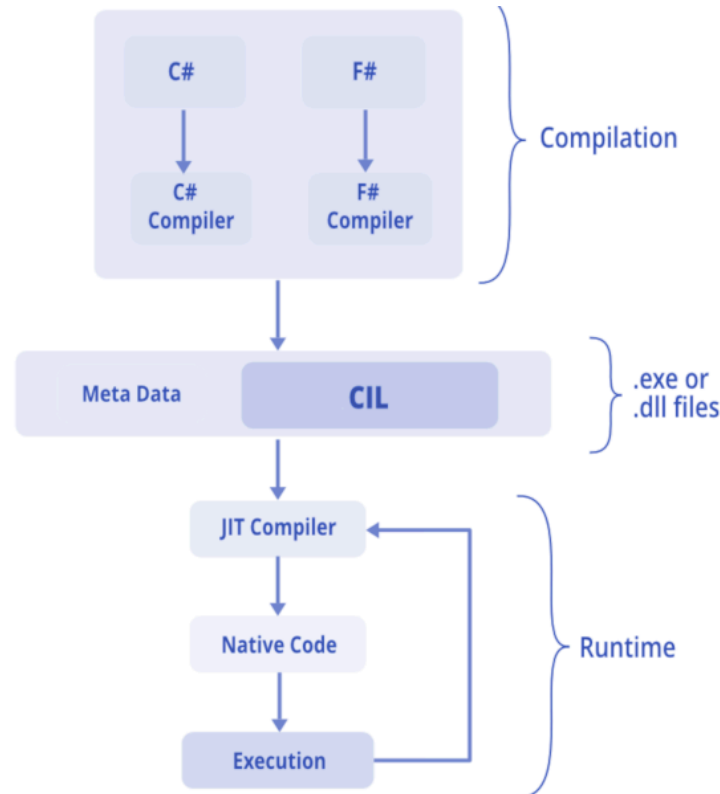 C#
F#
C#
Compiler
F#
Compiler
Compilation
Meta Data
CIL
.exe or
.dll files
JIT Compiler
Native Code
Runtime
Execution